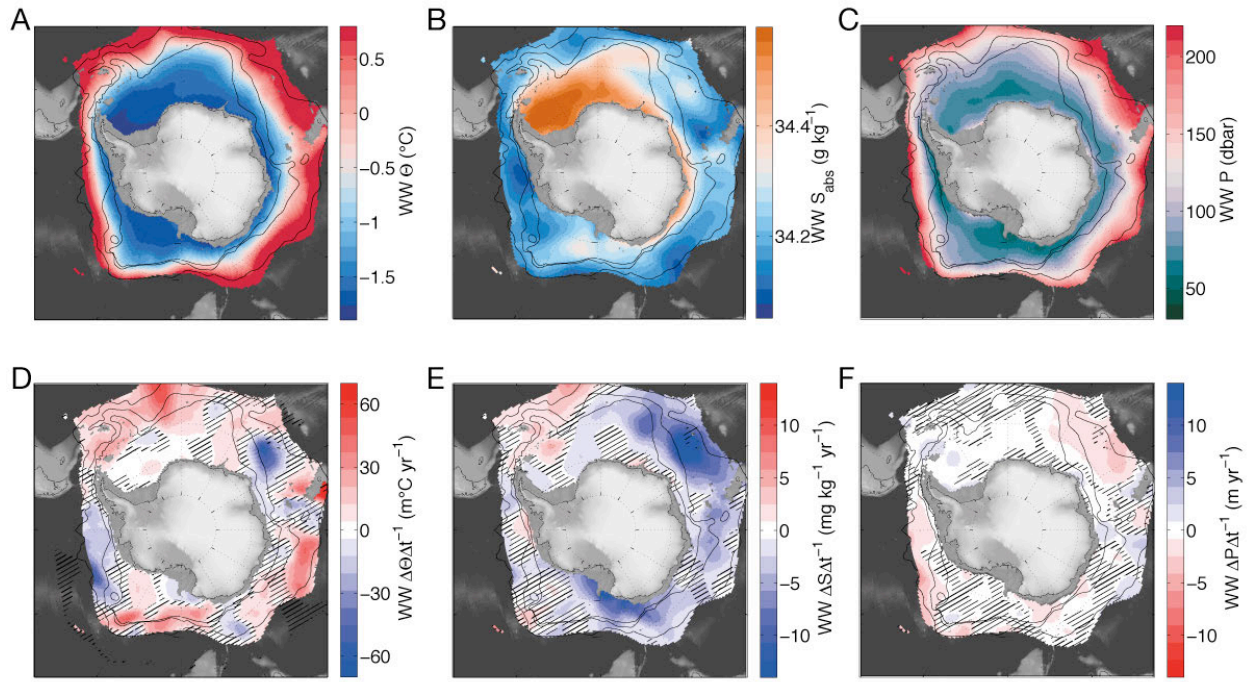 A
0.5
0
−0.5
−1
−1.5
WW Θ (°C)
B
34.4
34.2
WW S_abs (g kg⁻¹)
C
200
150
100
50
WW P (dbar)
D
60
30
0
−30
−60
WW ΔΘΔt⁻¹ (m°C yr⁻¹)
E
10
5
0
−5
−10
WW ΔSΔt⁻¹ (mg kg⁻¹ yr⁻¹)
F
10
5
0
−5
−10
WW ΔPΔt⁻¹ (m yr⁻¹)